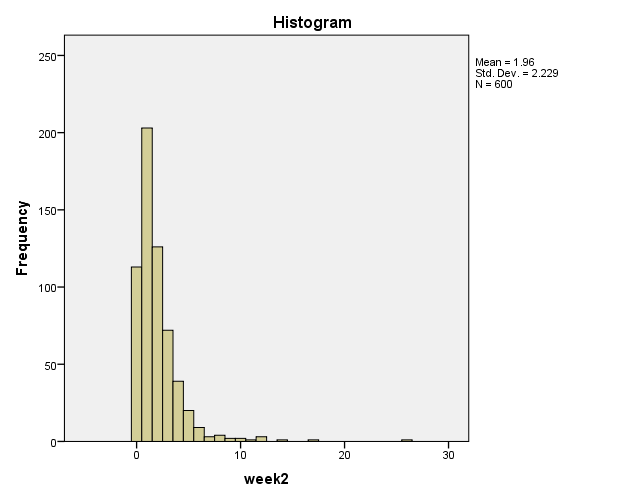 Histogram
250
200
150
100
50
0
Frequency
0
10
20
30
week2
Mean = 1.96
Std. Dev. = 2.229
N = 600